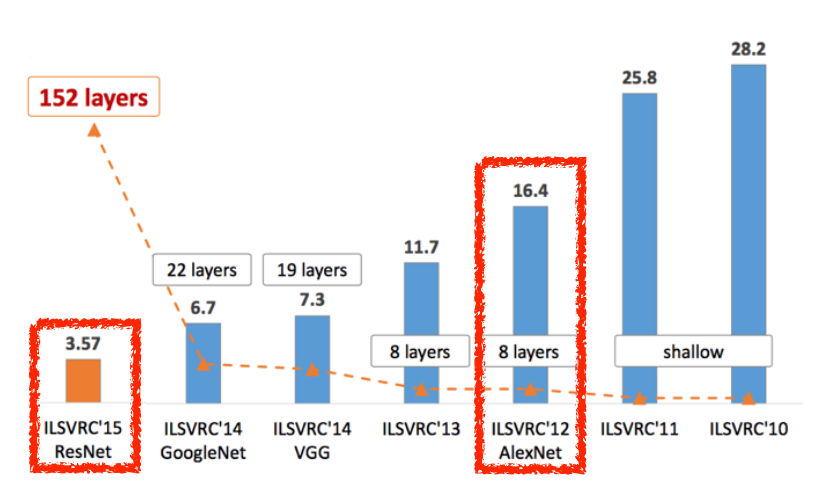 28.2
25.8
152 layers
16.4
11.7
22 layers
19 layers
6.7
7.3
3.57
8 layers
8 layers
shallow
ILSVRC'15
ResNet
ILSVRC'14
GoogleNet
ILSVRC'14
VGG
ILSVRC'13
ILSVRC'12
AlexNet
ILSVRC'11
ILSVRC'10